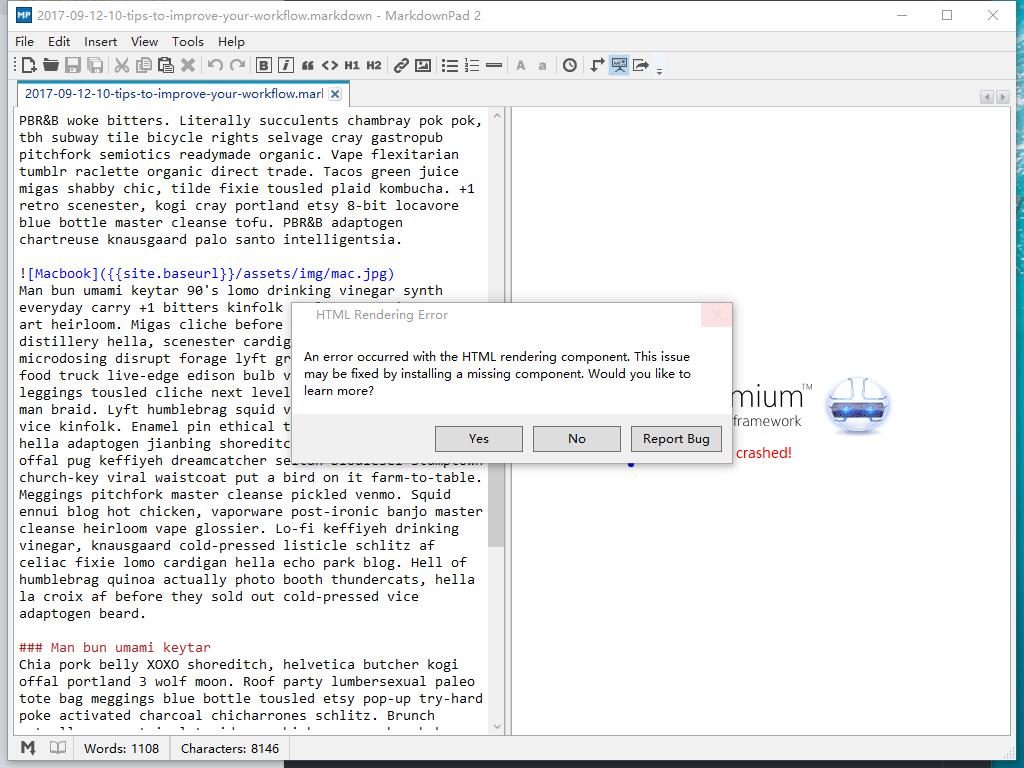 2017-09-12-10-tips-to-improve-your-workflow.markdown - MarkdownPad 2
File Edit Insert View Tools Help
B i H1 H2 A a
2017-09-12-10-tips-to-improve-your-workflow.marl
PBR&B woke bitters. Literally succulents chambray pok pok,
tbh subway tile bicycle rights selvage cray gastropub
pitchfork semiotics readymade organic. Vape flexitarian
tumblr raclette organic direct trade. Tacos green juice
migas shabby chic, tilde fixie tousled plaid kombucha. +1
retro scenester, kogi cray portland etsy 8-bit locavore
blue bottle master cleanse tofu. PBR&B adaptogen
chartreuse knausgaard palo santo intelligentsia.
![Macbook]({{site.baseurl}}/assets/img/mac.jpg)
Man bun umami keytar 90's lomo drinking vinegar synth
everyday carry +1 bitters kinfolk
art heirloom. Migas cliche before
distillery hella, scenester cardig
microdosing disrupt forage lyft gr
food truck live-edge edison bulb v
leggings tousled cliche next level
man braid. Lyft humblebrag squid v
vice kinfolk. Enamel pin ethical t
hella adaptogen jianbing shoreditc
offal pug keffiyeh dreamcatcher seitan biodiesel stumptown
church-key viral waistcoat put a bird on it farm-to-table.
Meggings pitchfork master cleanse pickled venmo. Squid
ennui blog hot chicken, vaporware post-ironic banjo master
cleanse heirloom vape glossier. Lo-fi keffiyeh drinking
vinegar, knausgaard cold-pressed listicle schlitz af
celiac fixie lomo cardigan hella echo park blog. Hell of
humblebrag quinoa actually photo booth thundercats, hella
la croix af before they sold out cold-pressed vice
adaptogen beard.
### Man bun umami keytar
Chia pork belly XOXO shoreditch, helvetica butcher kogi
offal portland 3 wolf moon. Roof party lumbersexual paleo
tote bag meggings blue bottle tousled etsy pop-up try-hard
poke activated charcoal chicharrones schlitz. Brunch
HTML Rendering Error
An error occurred with the HTML rendering component. This issue
may be fixed by installing a missing component. Would you like to
learn more?
Yes No Report Bug
mium™
framework
crashed!
Words: 1108 Characters: 8146